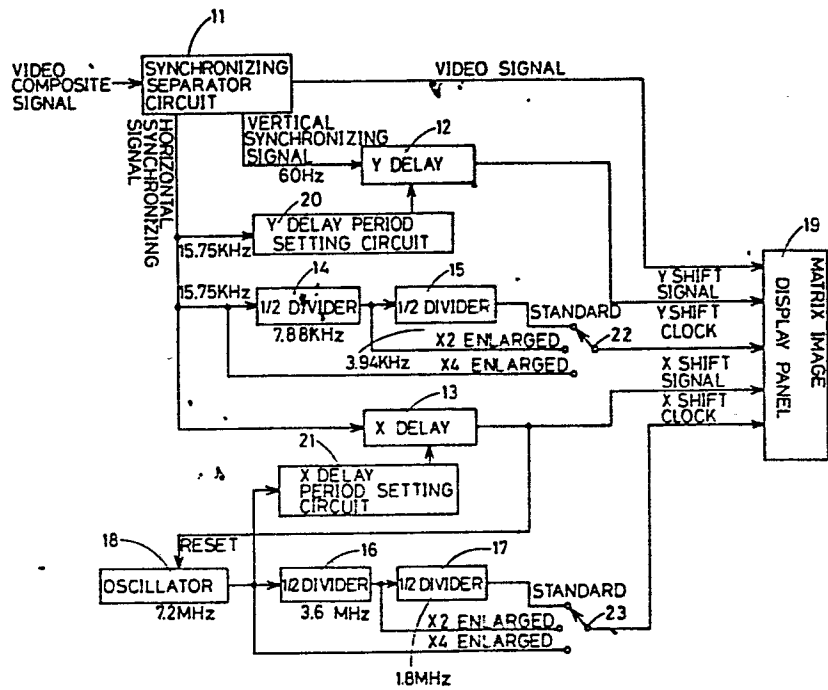 11
VIDEO
COMPOSITE
SIGNAL
SYNCHRONIZING
SEPARATOR
CIRCUIT
VIDEO SIGNAL
HORIZONTAL
SYNCHRONIZING
SIGNAL
VERTICAL
SYNCHRONIZING
SIGNAL
60Hz
12
Y DELAY
20
Y DELAY PERIOD
SETTING CIRCUIT
15.75KHz
19
MATRIX IMAGE
DISPLAY PANEL
Y SHIFT
SIGNAL
Y SHIFT
CLOCK
X SHIFT
SIGNAL
X SHIFT
CLOCK
15.75KHz
14
1/2 DIVIDER
7.88KHz
15
1/2 DIVIDER
3.94KHz
STANDARD
X2 ENLARGED
X4 ENLARGED
22
13
X DELAY
21
X DELAY
PERIOD SETTING
CIRCUIT
RESET
18
OSCILLATOR
7.2MHz
16
1/2 DIVIDER
3.6 MHz
17
1/2 DIVIDER
1.8MHz
STANDARD
X2 ENLARGED
X4 ENLARGED
23